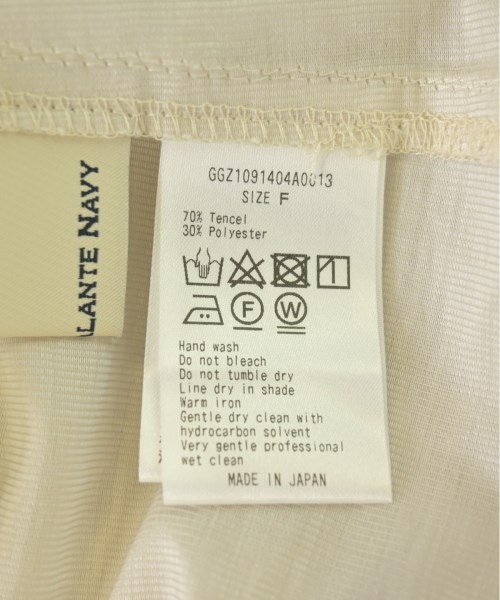 GGZ1091404A0013
SIZE F
70% Tencel
30% Polyester
F
W
Hand wash
Do not bleach
Do not tumble dry
Line dry in shade
Warm iron
Gentle dry clean with
hydrocarbon solvent
Very gentle professional
wet clean
MADE IN JAPAN
NAVY